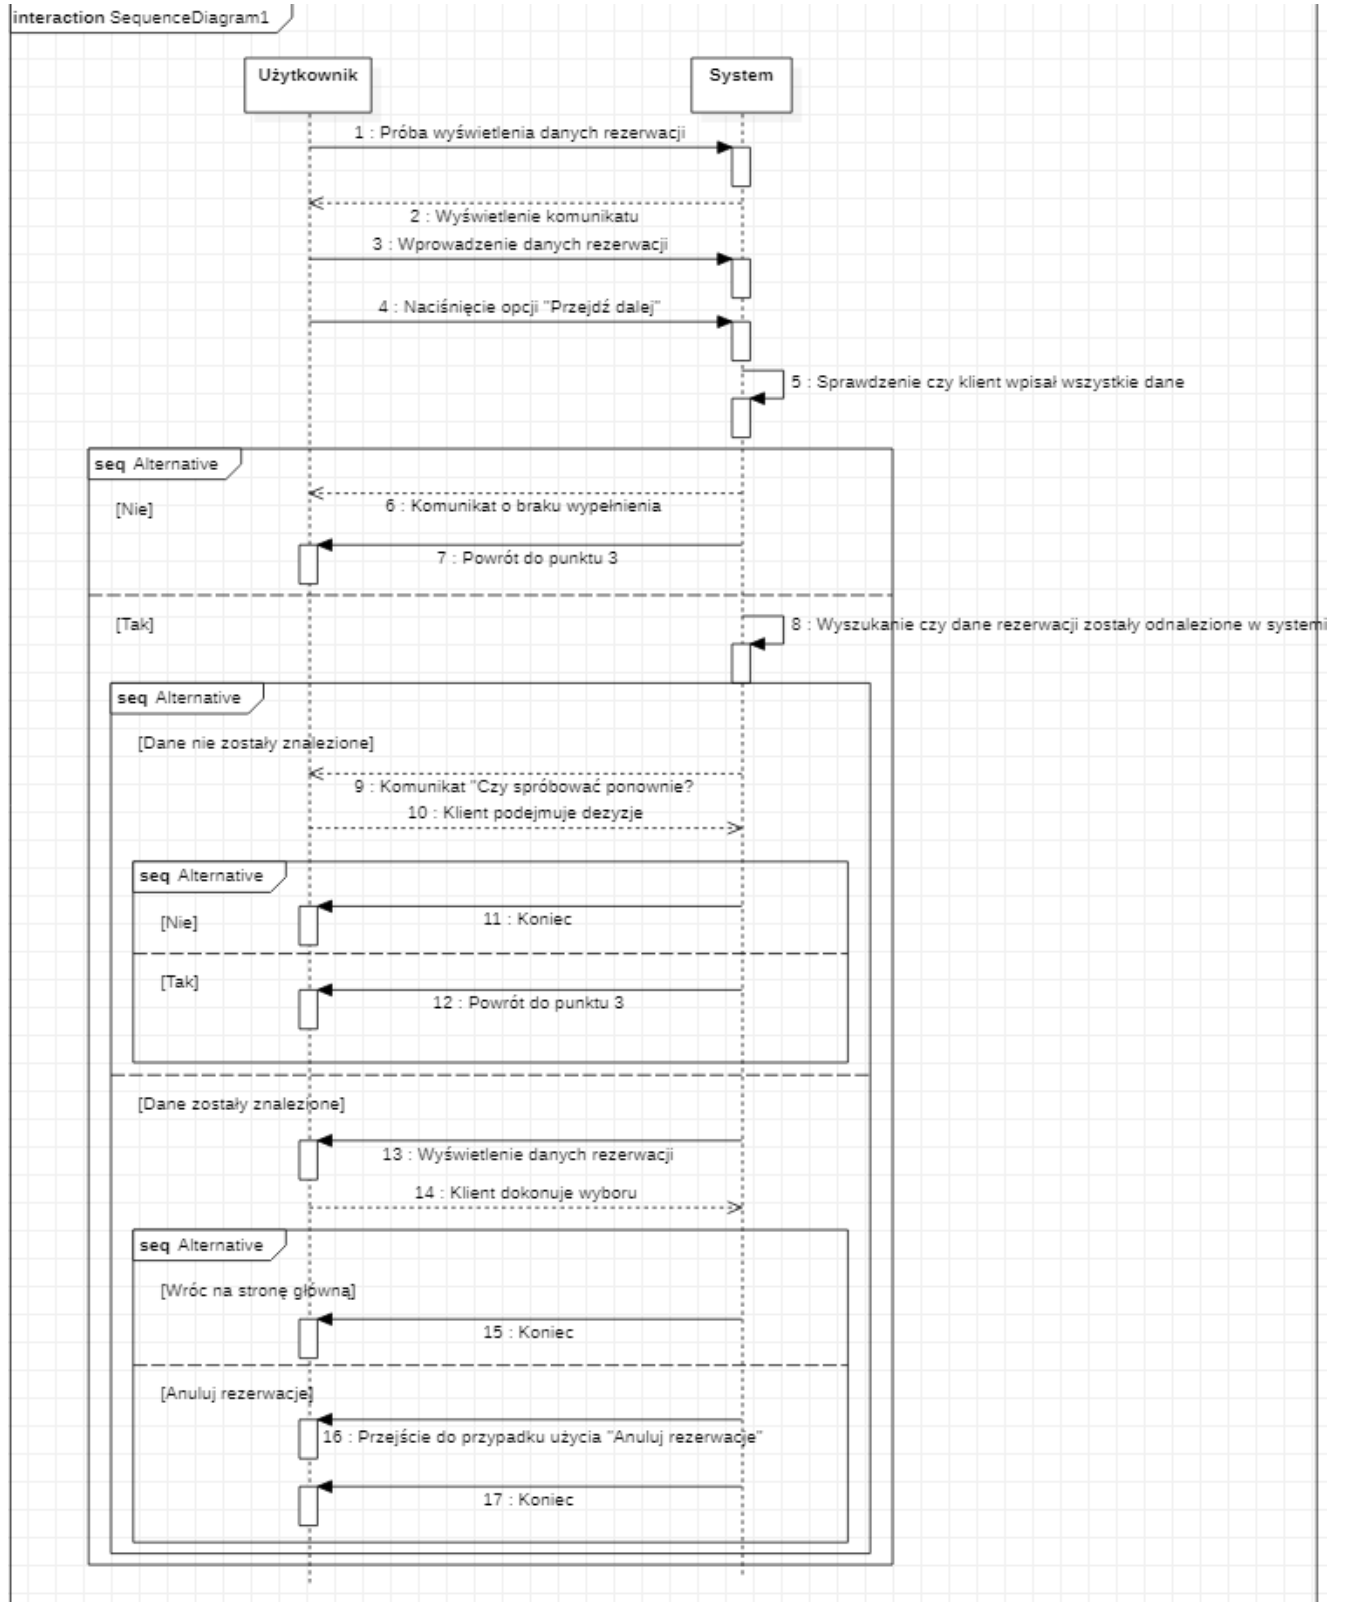 interaction SequenceDiagram1
Użytkownik
System
1 : Próba wyświetlenia danych rezerwacji
2 : Wyświetlenie komunikatu
3 : Wprowadzenie danych rezerwacji
4 : Naciśnięcie opcji "Przejdź dalej"
5 : Sprawdzenie czy klient wpisał wszystkie dane
seq Alternative
[Nie]
6 : Komunikat o braku wypełnienia
7 : Powrót do punktu 3
[Tak]
8 : Wyszukanie czy dane rezerwacji zostały odnalezione w systemi
seq Alternative
[Dane nie zostały znalezione]
9 : Komunikat "Czy spróbować ponownie?
10 : Klient podejmuje dezyzje
seq Alternative
[Nie]
11 : Koniec
[Tak]
12 : Powrót do punktu 3
[Dane zostały znalezione]
13 : Wyświetlenie danych rezerwacji
14 : Klient dokonuje wyboru
seq Alternative
[Wróc na stronę główną]
15 : Koniec
[Anuluj rezerwacje]
16 : Przejście do przypadku użycia "Anuluj rezerwacje"
17 : Koniec